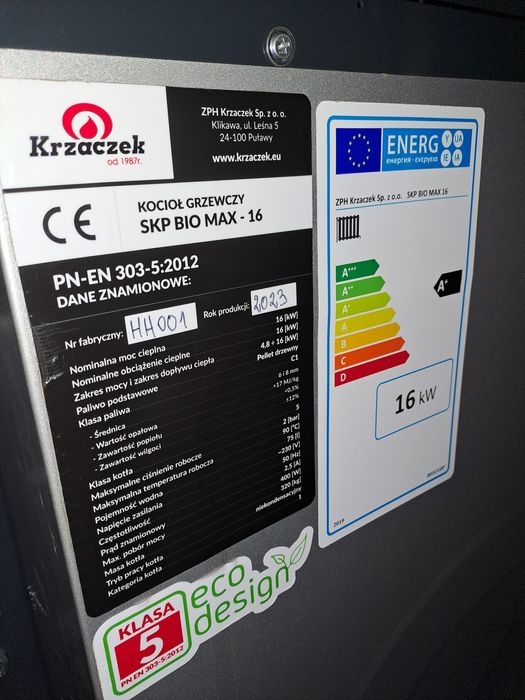 Krzaczek
od 1987r.
ZPH Krzaczek Sp. z o. o.
Klikawa, ul. Leśna 5
24-100 Puławy
www.krzaczek.eu
CE
KOCIOŁ GRZEWCZY
SKP BIO MAX - 16
PN-EN 303-5:2012
DANE ZNAMIONOWE:
Nr fabryczny: HH001 Rok produkcji: 2023
Nominalna moc cieplna 16 [kW]
Nominalne obciążenie cieplne 16 [kW]
Zakres mocy i zakres dopływu ciepła 4,8 ÷ 16 [kW]
Paliwo podstawowe Pellet drzewny
Klasa paliwa C1
- Średnica 6 i 8 mm
- Wartość opałowa >17 MJ/kg
- Zawartość popiołu <0.5%
- Zawartość wilgoci ≤12%
Klasa kotła 5
Maksymalne ciśnienie robocze 2 [bar]
Maksymalna temperatura robocza 90 [°C]
Pojemność wodna 75 [l]
Napięcie zasilania ~230 [V]
Częstotliwość 50 [Hz]
Prąd znamionowy 2,5 [A]
Max. pobór mocy 400 [W]
Masa kotła 320 [kg]
Tryb pracy kotła niekondensacyjny
Kategoria kotła 1
KLASA
5
PN EN 303-5:2012
eco
design
ENERG
енергия · ενεργεια
Y IJA
IE IA
ZPH Krzaczek Sp. z o.o. SKP BIO MAX 16
A+++
A++
A+
A
B
C
D
A+
16 kW
2019